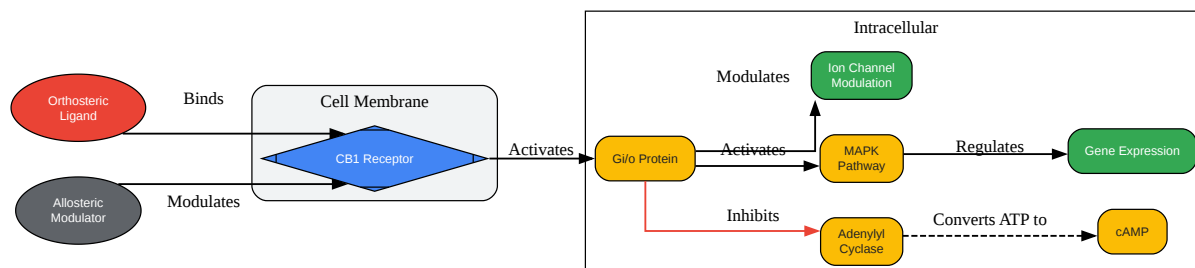 Intracellular
Modulates
Ion Channel
Modulation
Orthosteric
Ligand
Binds
Cell Membrane
CB1 Receptor
Activates
Gi/o Protein
Activates
MAPK
Pathway
Regulates
Gene Expression
Allosteric
Modulator
Modulates
Inhibits
Adenylyl
Cyclase
Converts ATP to
cAMP